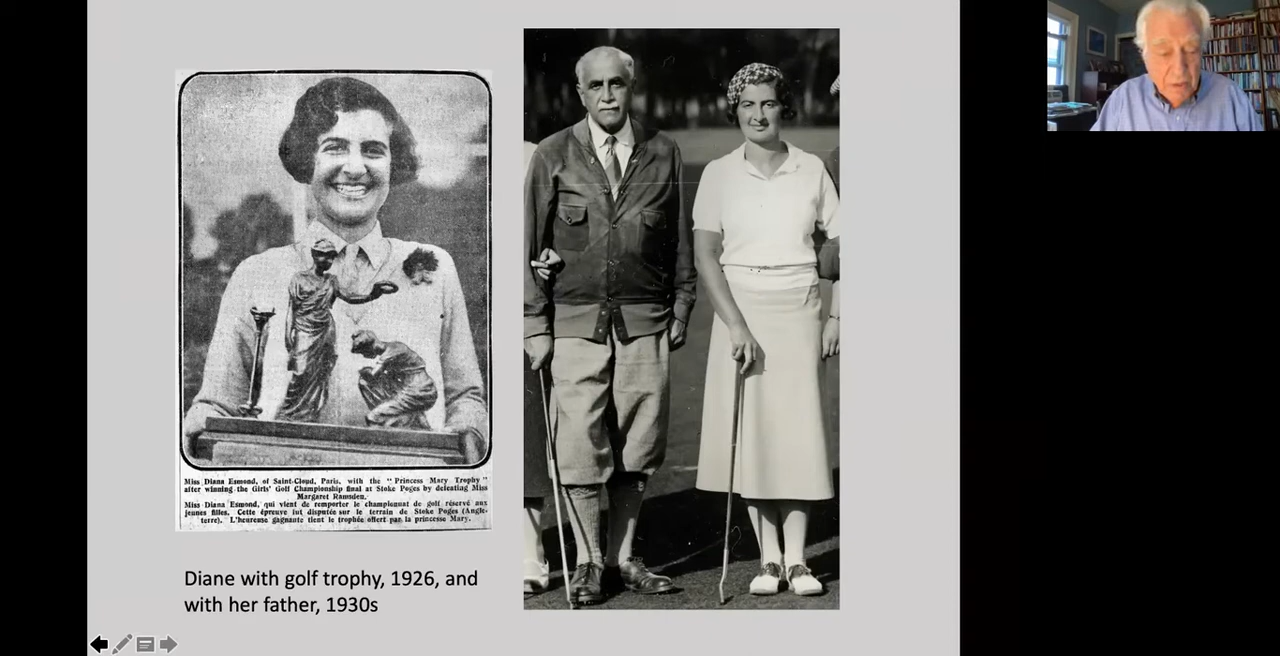 Miss Diana Esmond, of Saint-Cloud, Paris, with the "Princess Mary Trophy"
after winning the Girls' Golf Championship final at Stoke Poges by defeating Miss
Margaret Ramsden.
Miss Diana Esmond, qui vient de remporter le championnat de golf réservé aux
jeunes filles. Cette épreuve fut disputée sur le terrain de Stoke Poges (Angle-
terre). L'heureuse gagnante tient le trophée offert par la princesse Mary.
Diane with golf trophy, 1926, and
with her father, 1930s